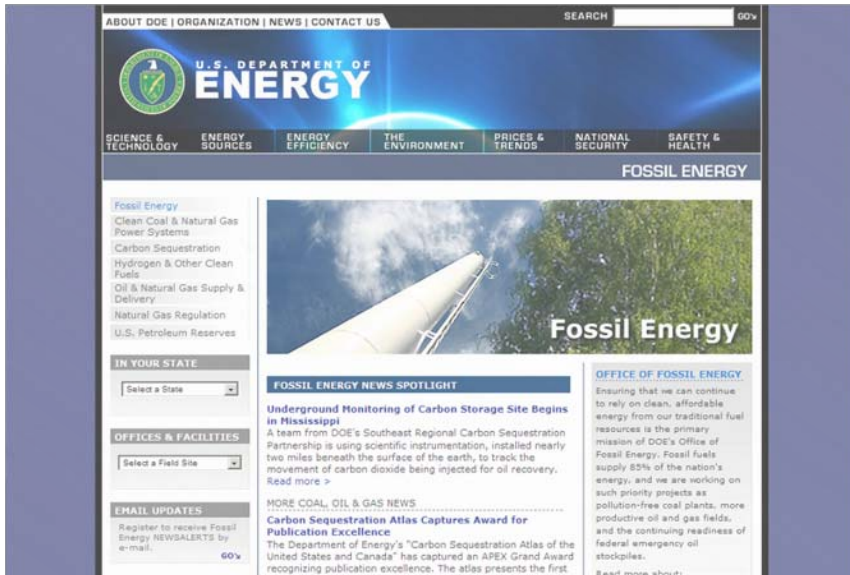 ABOUT DOE | ORGANIZATION | NEWS | CONTACT US
SEARCH
GO
U.S. DEPARTMENT OF
ENERGY
SCIENCE & TECHNOLOGY
ENERGY SOURCES
ENERGY EFFICIENCY
THE ENVIRONMENT
PRICES & TRENDS
NATIONAL SECURITY
SAFETY & HEALTH
FOSSIL ENERGY
Fossil Energy
Clean Coal & Natural Gas
Power Systems
Carbon Sequestration
Hydrogen & Other Clean
Fuels
Oil & Natural Gas Supply &
Delivery
Natural Gas Regulation
U.S. Petroleum Reserves
IN YOUR STATE
Select a State
OFFICES & FACILITIES
Select a Field Site
EMAIL UPDATES
Register to receive Fossil
Energy NEWSALERTS by
e-mail.
GO
Fossil Energy
FOSSIL ENERGY NEWS SPOTLIGHT
Underground Monitoring of Carbon Storage Site Begins
in Mississippi
A team from DOE's Southeast Regional Carbon Sequestration
Partnership is using scientific instrumentation, installed nearly
two miles beneath the surface of the earth, to track the
movement of carbon dioxide being injected for oil recovery.
Read more >
MORE COAL, OIL & GAS NEWS
Carbon Sequestration Atlas Captures Award for
Publication Excellence
The Department of Energy's "Carbon Sequestration Atlas of the
United States and Canada" has captured an APEX Grand Award
recognizing publication excellence. The atlas presents the first
OFFICE OF FOSSIL ENERGY
Ensuring that we can continue
to rely on clean, affordable
energy from our traditional fuel
resources is the primary
mission of DOE's Office of
Fossil Energy. Fossil fuels
supply 85% of the nation's
energy, and we are working on
such priority projects as
pollution-free coal plants, more
productive oil and gas fields,
and the continuing readiness of
federal emergency oil
stockpiles.
Read more about: